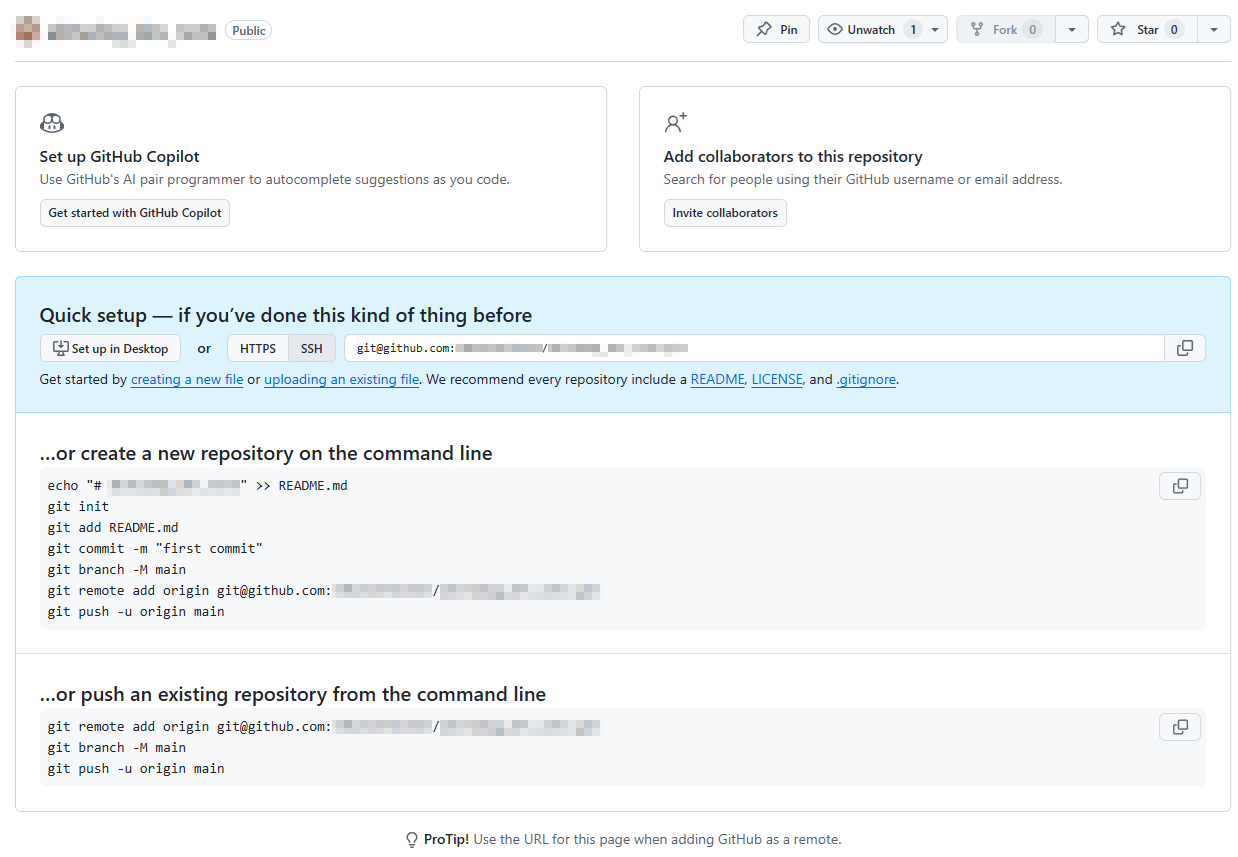 Public
Pin
Unwatch 1
Fork 0
Star 0
Set up GitHub Copilot
Use GitHub's AI pair programmer to autocomplete suggestions as you code.
Get started with GitHub Copilot
Add collaborators to this repository
Search for people using their GitHub username or email address.
Invite collaborators
Quick setup — if you’ve done this kind of thing before
Set up in Desktop or HTTPS SSH git@github.com: /
Get started by creating a new file or uploading an existing file. We recommend every repository include a README, LICENSE, and .gitignore.
…or create a new repository on the command line
echo "# " >> README.md
git init
git add README.md
git commit -m "first commit"
git branch -M main
git remote add origin git@github.com: /
git push -u origin main
…or push an existing repository from the command line
git remote add origin git@github.com: /
git branch -M main
git push -u origin main
ProTip! Use the URL for this page when adding GitHub as a remote.